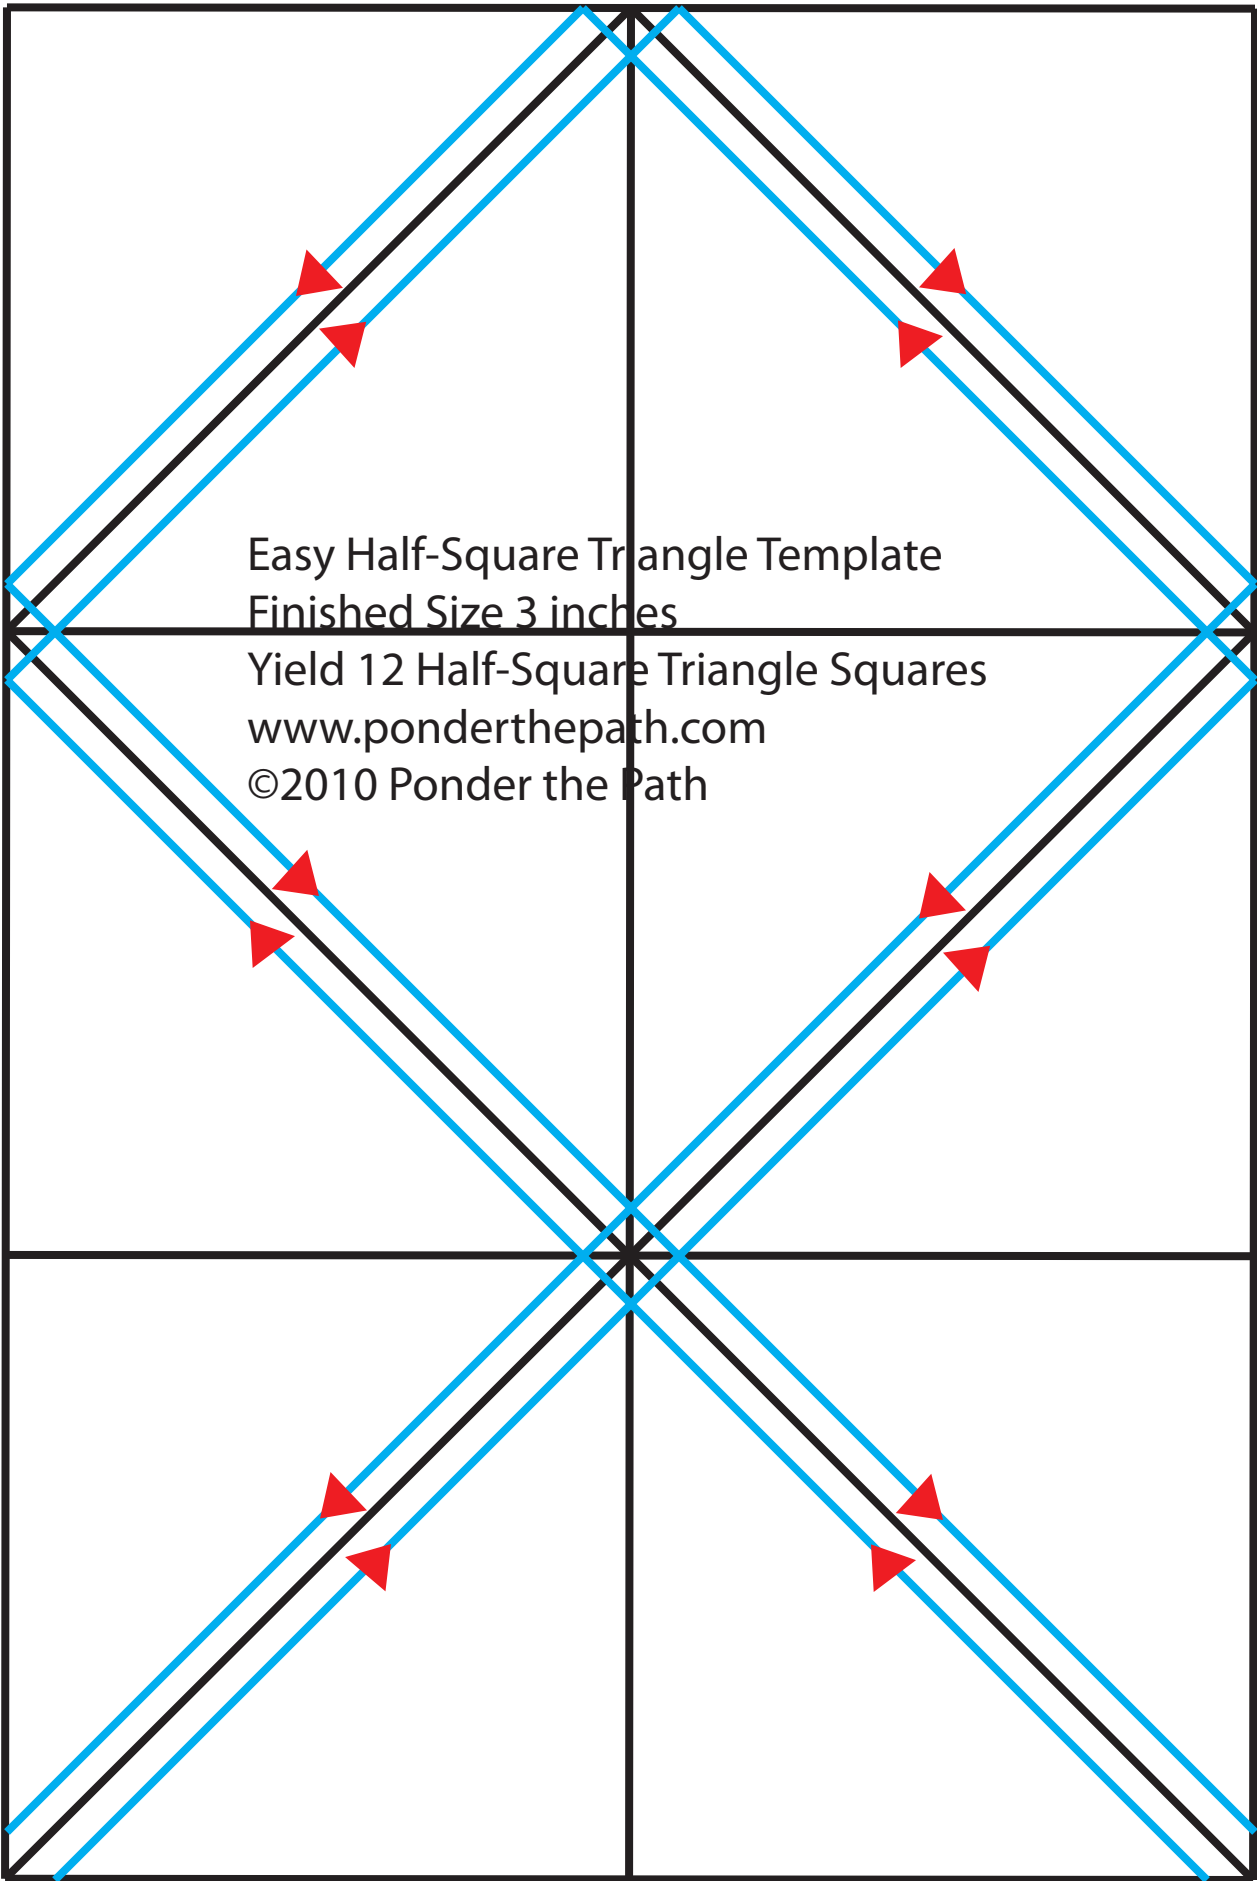 Easy Half-Square Triangle Template
Finished Size 3 inches
Yield 12 Half-Square Triangle Squares
www.ponderthepath.com
©2010 Ponder the Path